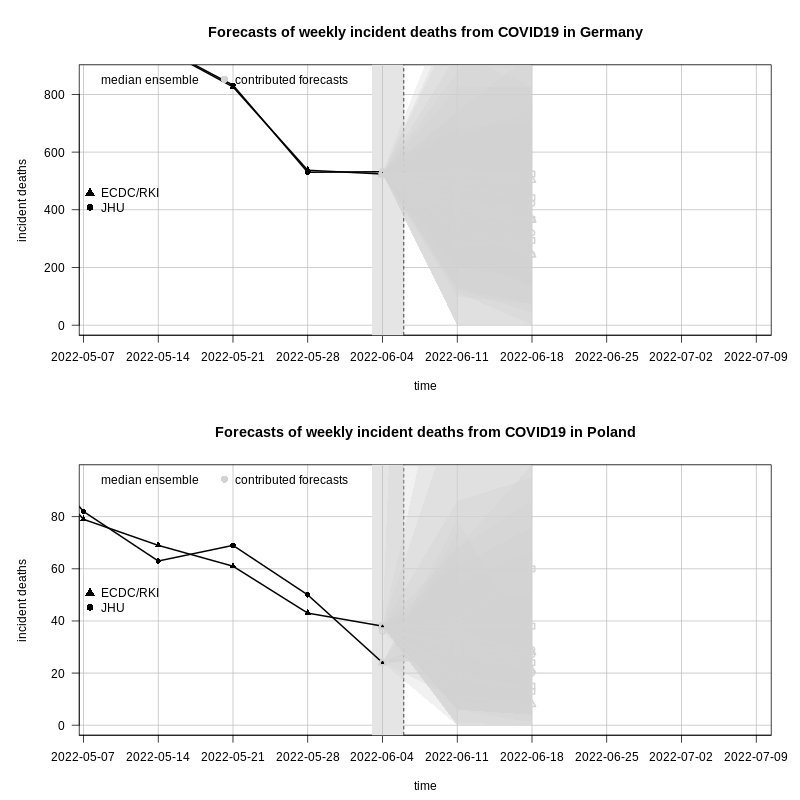 Forecasts of weekly incident deaths from COVID19 in Germany
median ensemble contributed forecasts
800
600
ECDC/RKI
JHU
400
200
0
incident deaths
2022-05-07 2022-05-14 2022-05-21 2022-05-28 2022-06-04 2022-06-11 2022-06-18 2022-06-25 2022-07-02 2022-07-09
time
Forecasts of weekly incident deaths from COVID19 in Poland
median ensemble contributed forecasts
80
60
ECDC/RKI
JHU
40
20
0
incident deaths
2022-05-07 2022-05-14 2022-05-21 2022-05-28 2022-06-04 2022-06-11 2022-06-18 2022-06-25 2022-07-02 2022-07-09
time